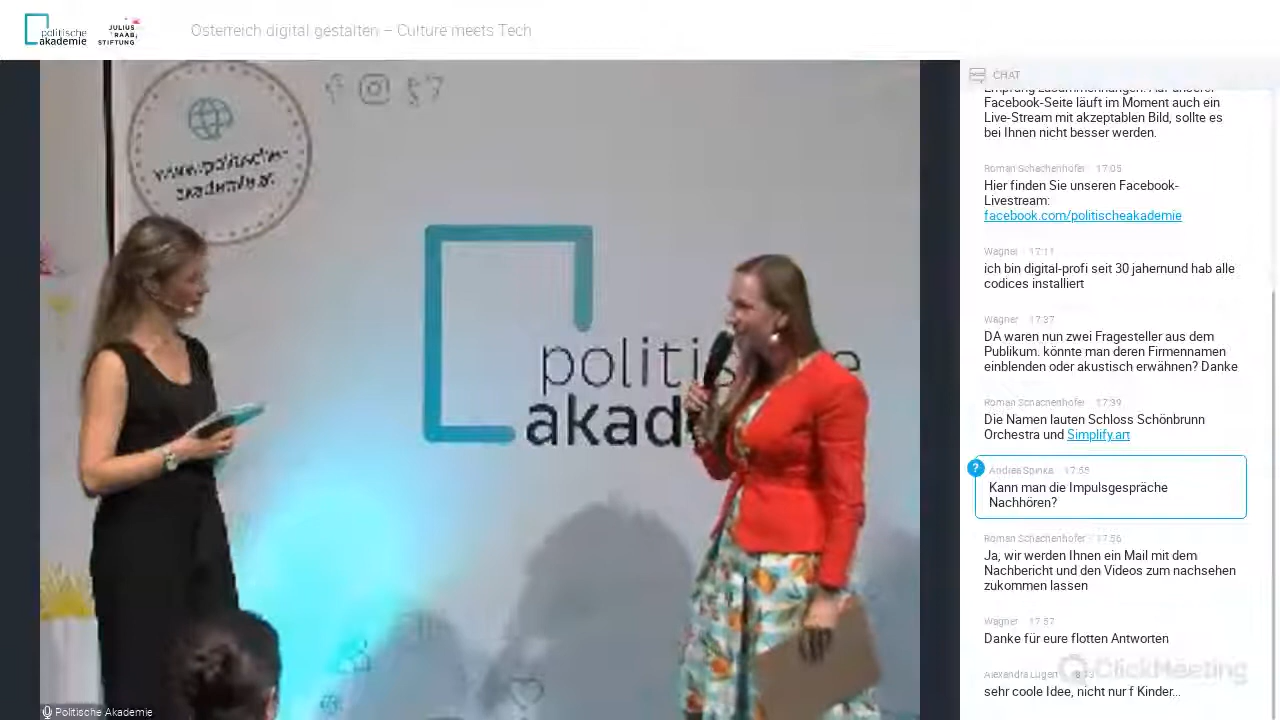 politische
akademie
JULIUS
RAAB
STIFTUNG
Österreich digital gestalten – Culture meets Tech
www.politische-
akademie.at
politische
akad
Politische Akademie
CHAT
Facebook-Seite läuft im Moment auch ein
Live-Stream mit akzeptablen Bild, sollte es
bei Ihnen nicht besser werden.
Roman Schachenhofer 17:05
Hier finden Sie unseren Facebook-
Livestream:
facebook.com/politischeakademie
Wagner 17:11
ich bin digital-profi seit 30 jahernund hab alle
codices installiert
Wagner 17:37
DA waren nun zwei Fragesteller aus dem
Publikum. könnte man deren Firmennamen
einblenden oder akustisch erwähnen? Danke
Roman Schachenhofer 17:39
Die Namen lauten Schloss Schönbrunn
Orchestra und Simplify.art
?
Andrea Spinka 17:55
Kann man die Impulsgespräche
Nachhören?
Roman Schachenhofer 17:56
Ja, wir werden Ihnen ein Mail mit dem
Nachbericht und den Videos zum nachsehen
zukommen lassen
Wagner 17:57
Danke für eure flotten Antworten
Alexandra
sehr coole Idee, nicht nur f Kinder...
ClickMeeting